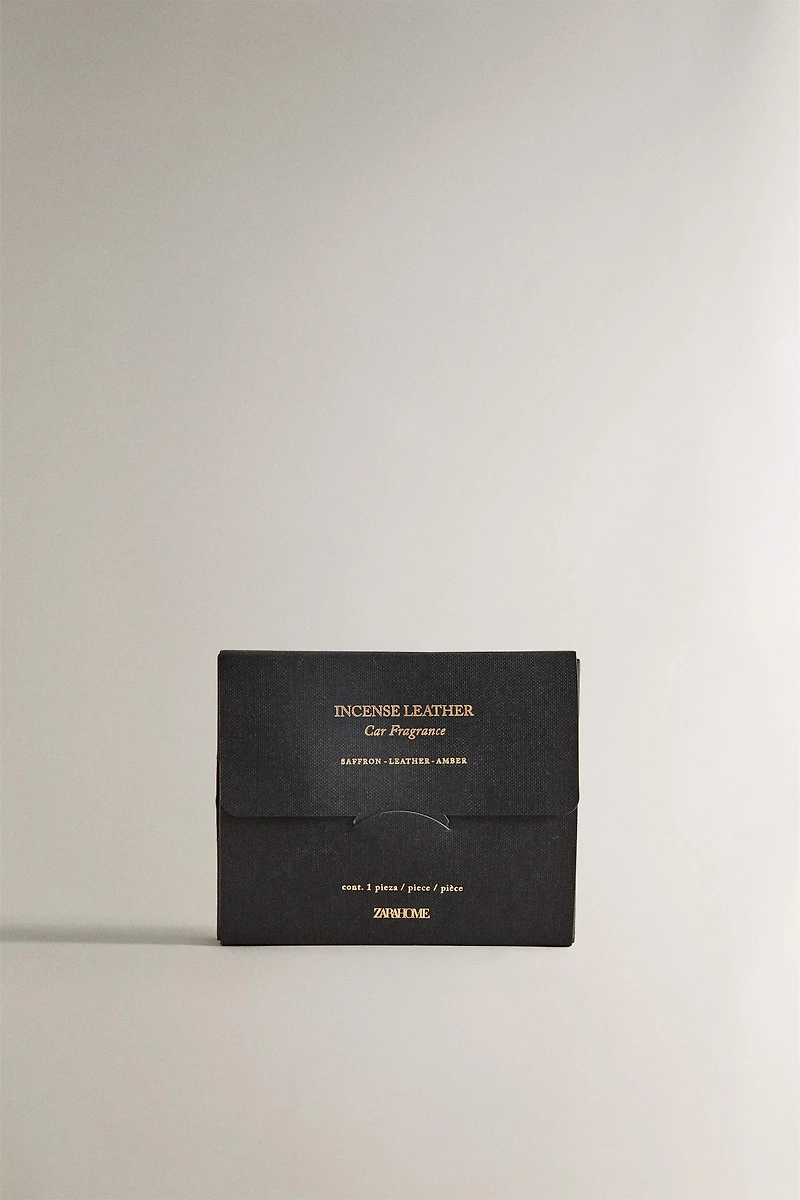 INCENSE LEATHER
Car Fragrance
SAFFRON - LEATHER - AMBER
cont. 1 pieza / piece / pièce
ZARAHOME